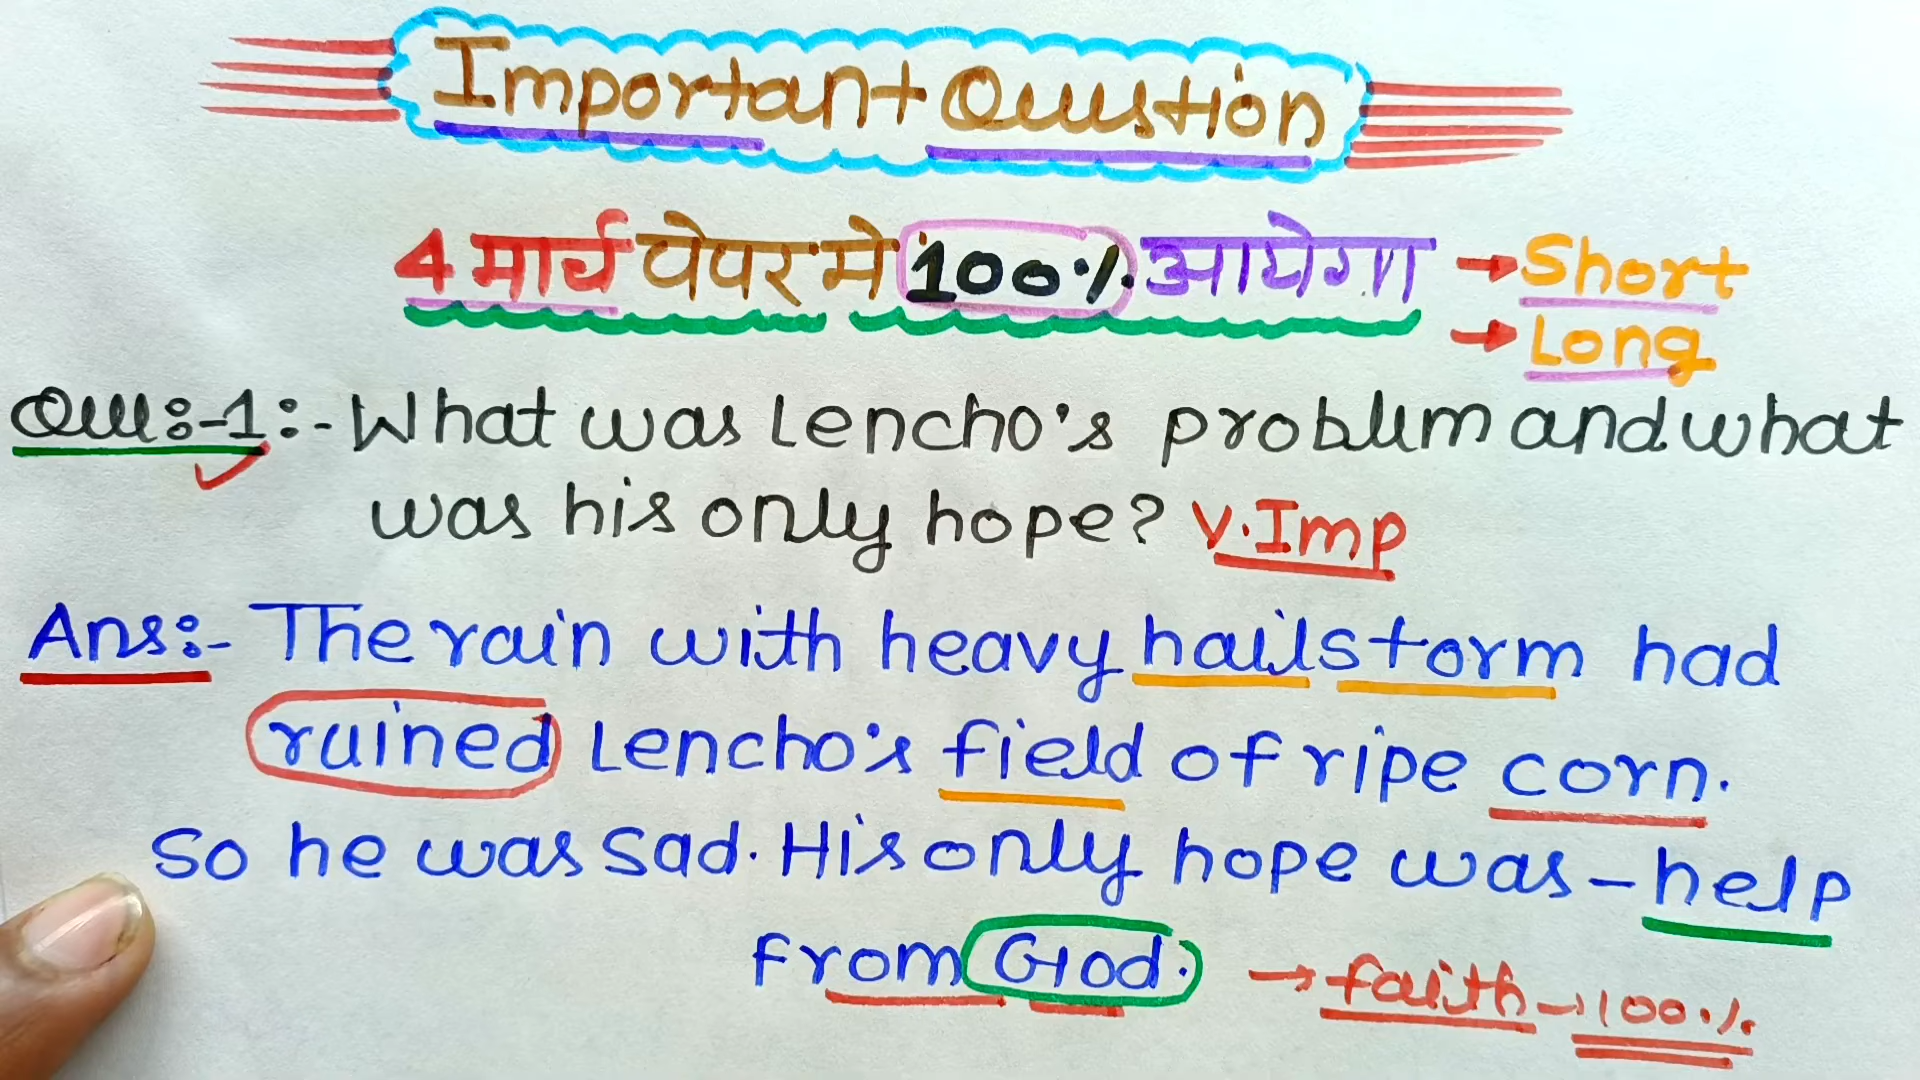 Important Question
4 मार्च पेपर मे 100% आयेगा → Short
→ Long
Que:-1:- What was Lencho's problem and what
was his only hope? V.Imp
Ans:- The rain with heavy hailstorm had
ruined Lencho's field of ripe corn.
So he was sad. His only hope was - help
from God. → faith → 100%